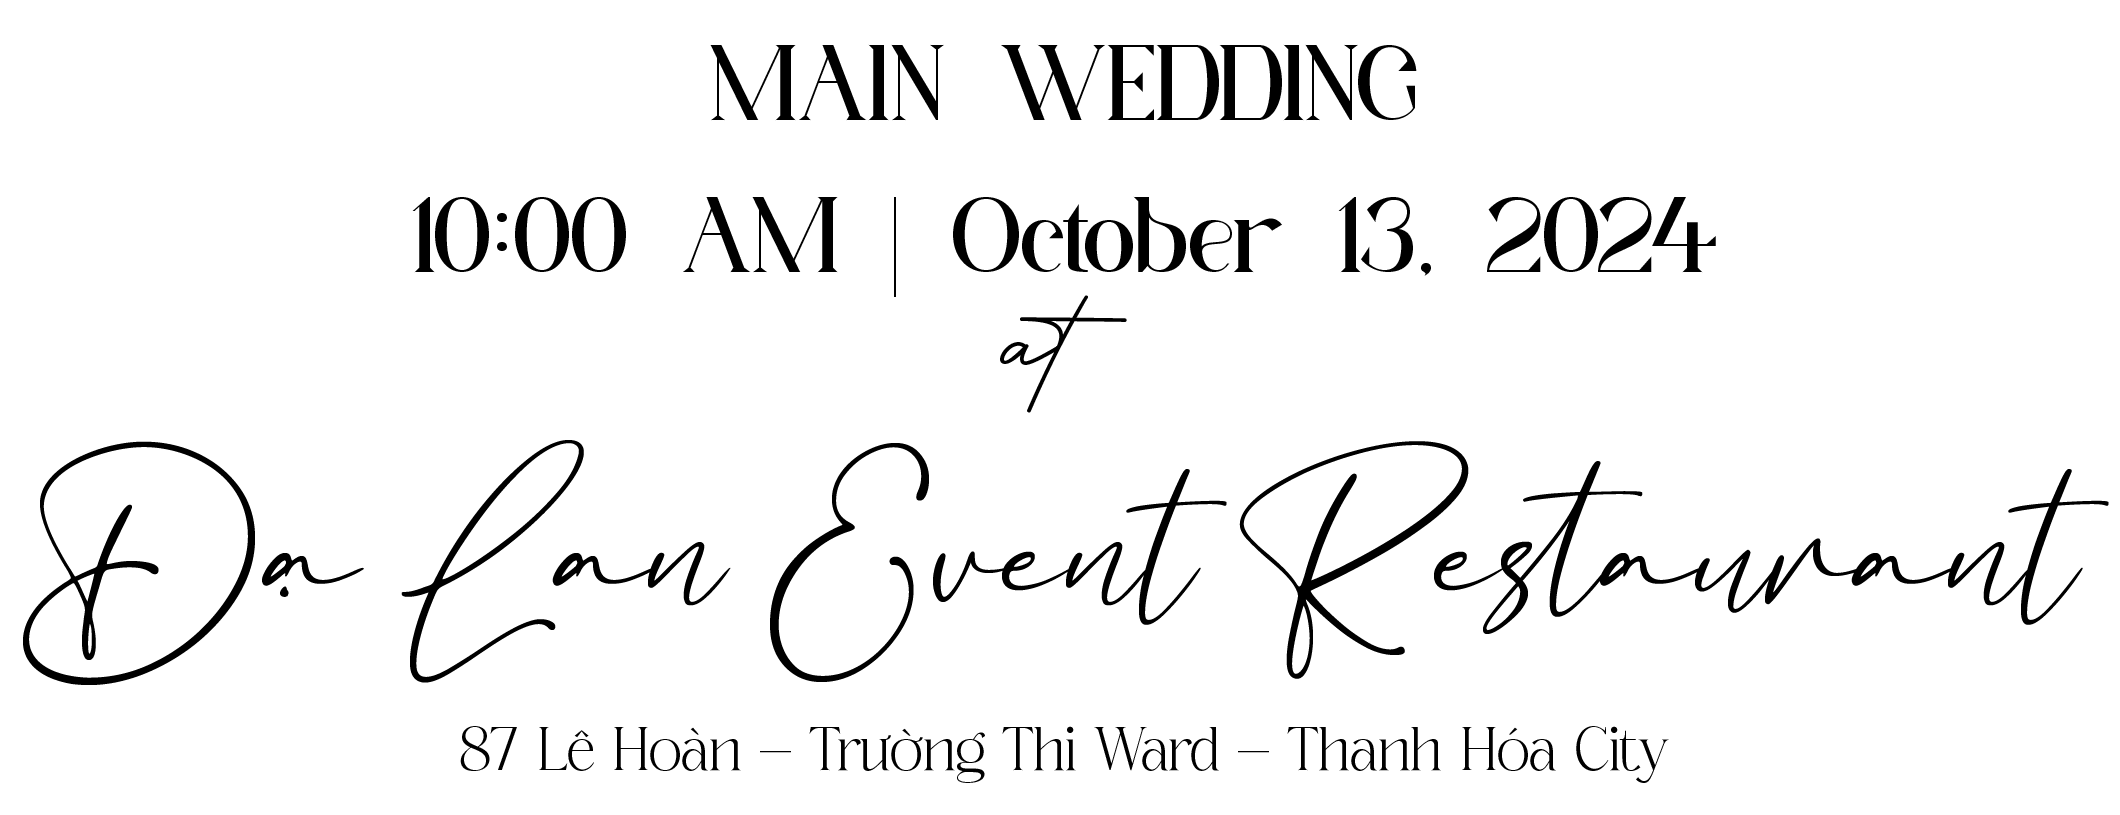 MAIN WEDDING
10:00 AM | October 13, 2024
at
Dạ Lan Event Restaurant
87 Lê Hoàn – Trường Thi Ward – Thanh Hóa City